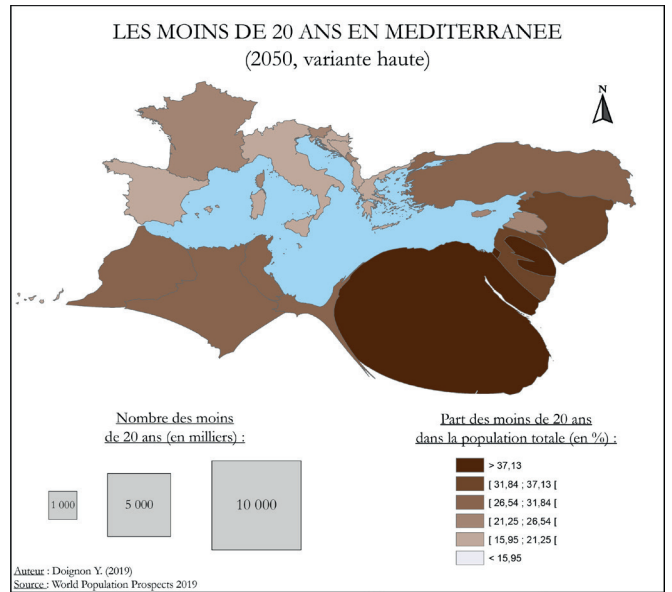 LES MOINS DE 20 ANS EN MEDITERRANEE
(2050, variante haute)
N
Nombre des moins
de 20 ans (en milliers) :
1 000
5 000
10 000
Part des moins de 20 ans
dans la population totale (en %) :
> 37,13
[ 31,84 ; 37,13 [
[ 26,54 ; 31,84 [
[ 21,25 ; 26,54 [
[ 15,95 ; 21,25 [
< 15,95
Auteur : Doignon Y. (2019)
Source : World Population Prospects 2019